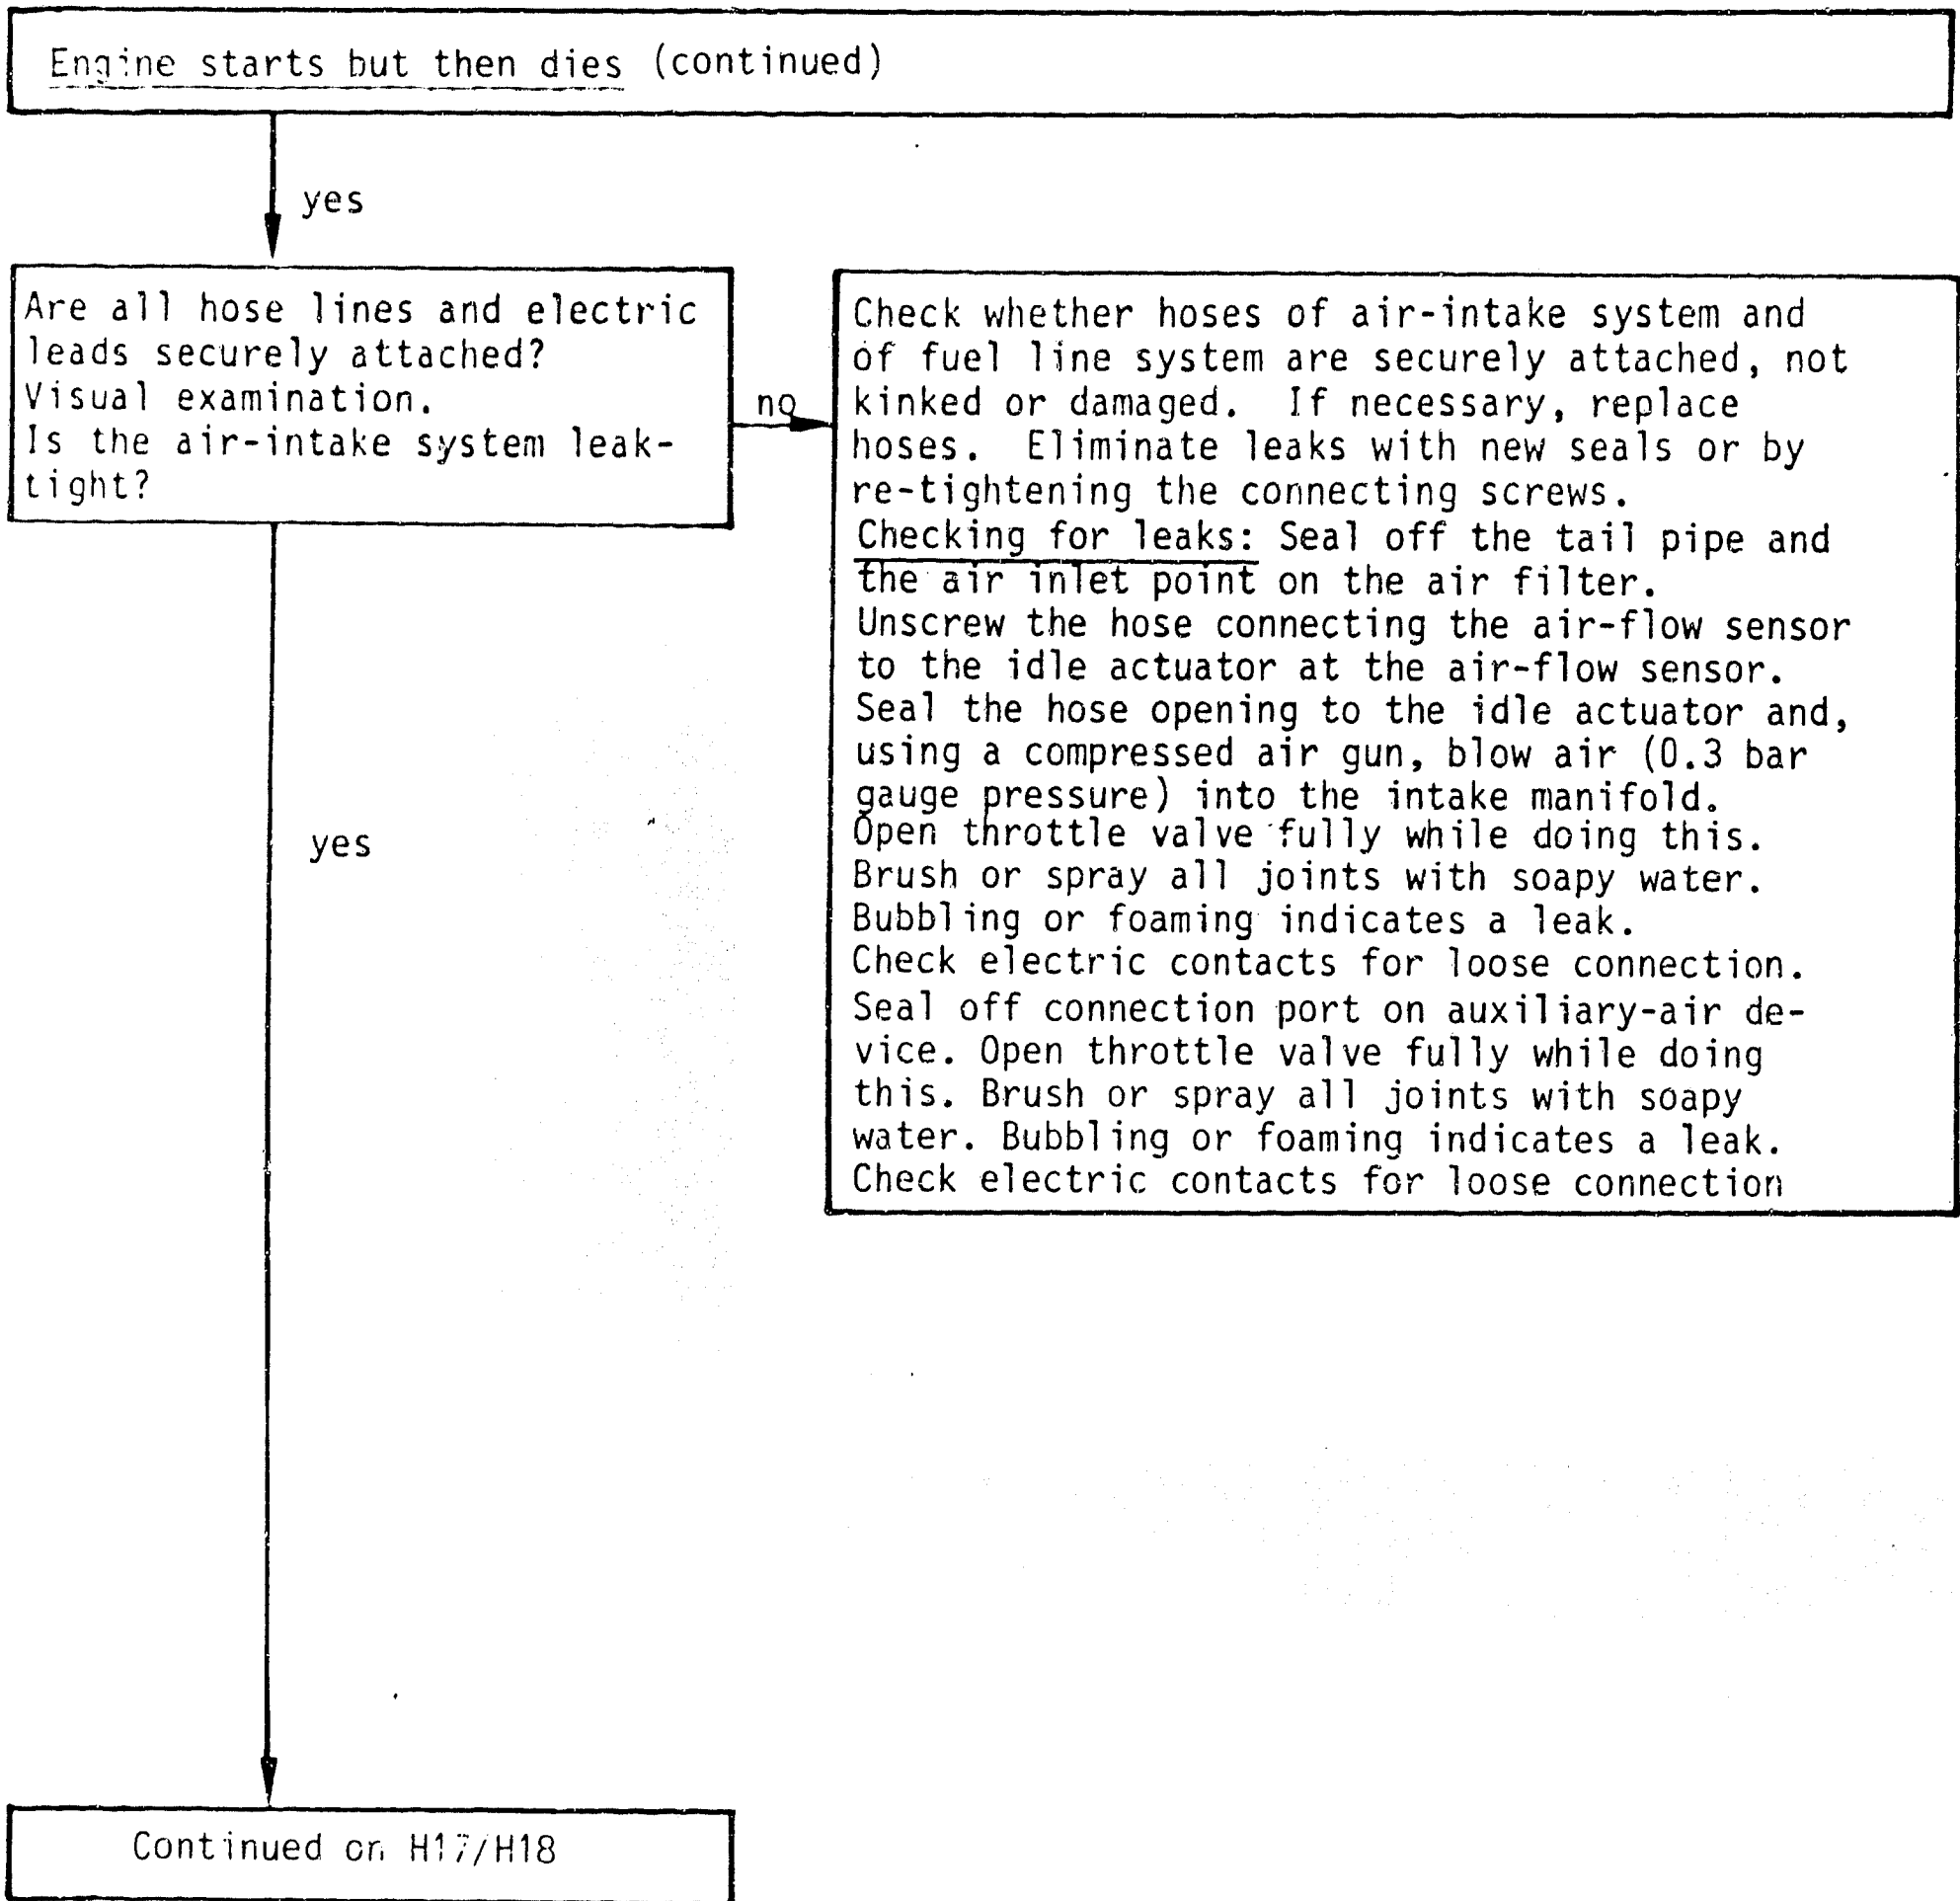 Engine starts but then dies (continued)
yes
Are all hose lines and electric
leads securely attached?
Visual examination.
Is the air-intake system leak-
tight?
no
Check whether hoses of air-intake system and
of fuel line system are securely attached, not
kinked or damaged. If necessary, replace
hoses. Eliminate leaks with new seals or by
re-tightening the connecting screws.
Checking for leaks: Seal off the tail pipe and
the air inlet point on the air filter.
Unscrew the hose connecting the air-flow sensor
to the idle actuator at the air-flow sensor.
Seal the hose opening to the idle actuator and,
using a compressed air gun, blow air (0.3 bar
gauge pressure) into the intake manifold.
Open throttle valve fully while doing this.
Brush or spray all joints with soapy water.
Bubbling or foaming indicates a leak.
Check electric contacts for loose connection.
Seal off connection port on auxiliary-air de-
vice. Open throttle valve fully while doing
this. Brush or spray all joints with soapy
water. Bubbling or foaming indicates a leak.
Check electric contacts for loose connection
yes
Continued on H17/H18